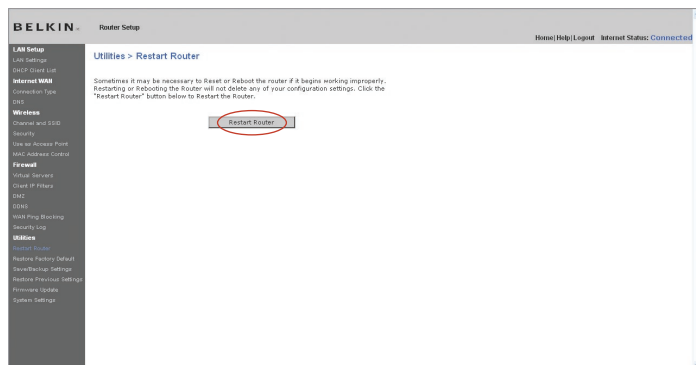 BELKIN
Router Setup
Home|Help|Logout Internet Status: Connected
LAN Setup
LAN Settings
DHCP Client List
Internet WAN
Connection Type
DNS
Wireless
Channel and SSID
Security
Use as Access Point
MAC Address Control
Firewall
Virtual Servers
Client IP Filters
DMZ
DDNS
WAN Ping Blocking
Security Log
Utilities
Restart Router
Restore Factory Default
Save/Backup Settings
Restore Previous Settings
Firmware Update
System Settings
Utilities > Restart Router
Sometimes it may be necessary to Reset or Reboot the router if it begins working improperly.
Restarting or Rebooting the Router will not delete any of your configuration settings. Click the
"Restart Router" button below to Restart the Router.
Restart Router